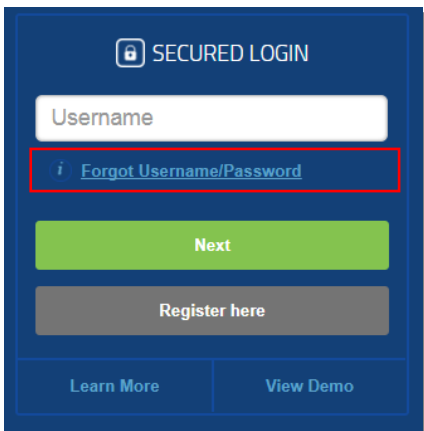 SECURED LOGIN
Username
i Forgot Username/Password
Next
Register here
Learn More View Demo